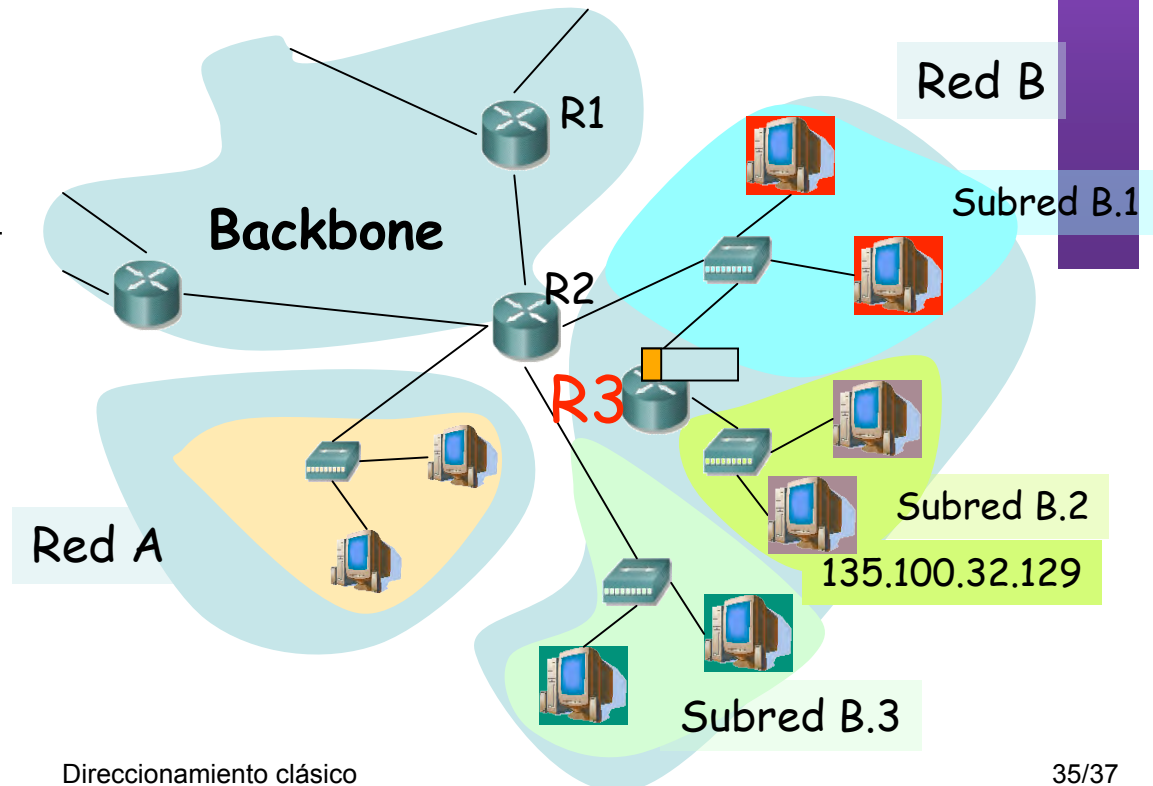 Red B
R1
Subred B.1
Backbone
R2
R3
Subred B.2
Red A
135.100.32.129
Subred B.3
Direccionamiento clásico
35/37